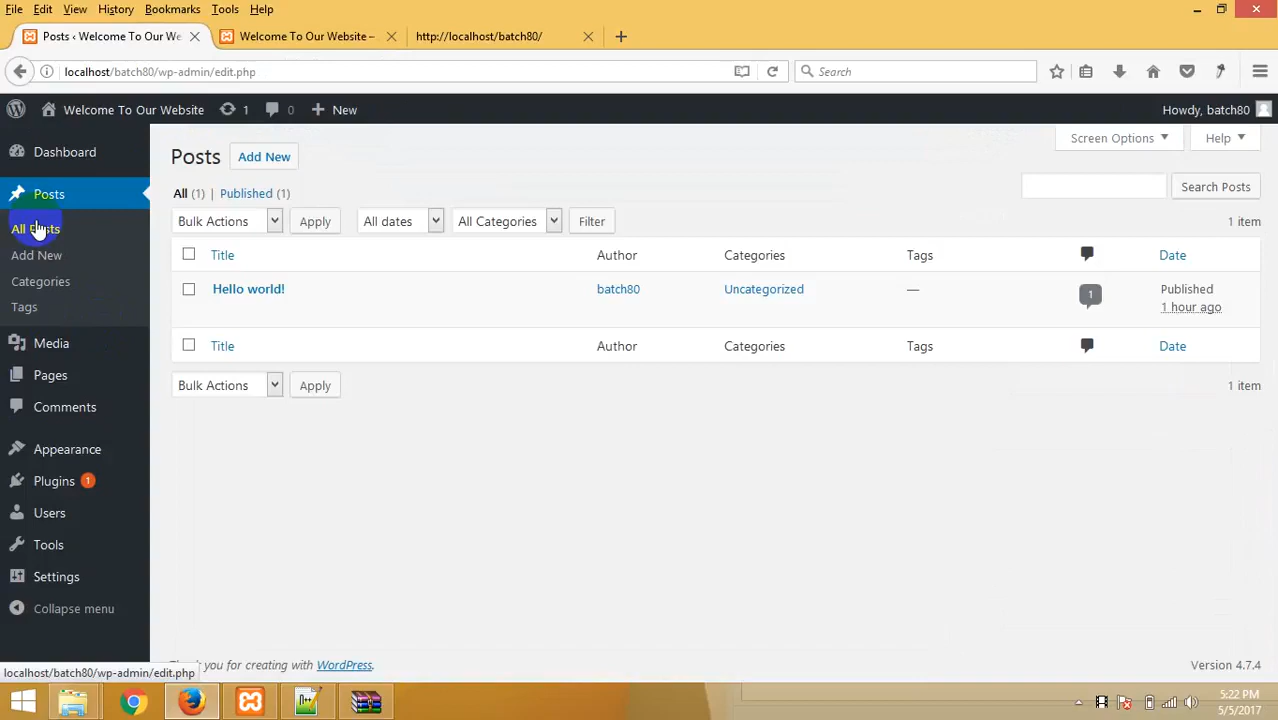 File Edit View History Bookmarks Tools Help
Posts ‹ Welcome To Our We
Welcome To Our Website –
http://localhost/batch80/
localhost/batch80/wp-admin/edit.php
Search
Welcome To Our Website 1 0 New
Howdy, batch80
Dashboard
Posts
All Posts
Add New
Categories
Tags
Media
Pages
Comments
Appearance
Plugins 1
Users
Tools
Settings
Collapse menu
Screen Options Help
Posts Add New
All (1) | Published (1)
Search Posts
Bulk Actions Apply All dates All Categories Filter 1 item
Title Author Categories Tags Date
Hello world! batch80 Uncategorized — 1 Published
1 hour ago
Title Author Categories Tags Date
Bulk Actions Apply 1 item
Thank you for creating with WordPress. Version 4.7.4
localhost/batch80/wp-admin/edit.php
5:22 PM
5/5/2017